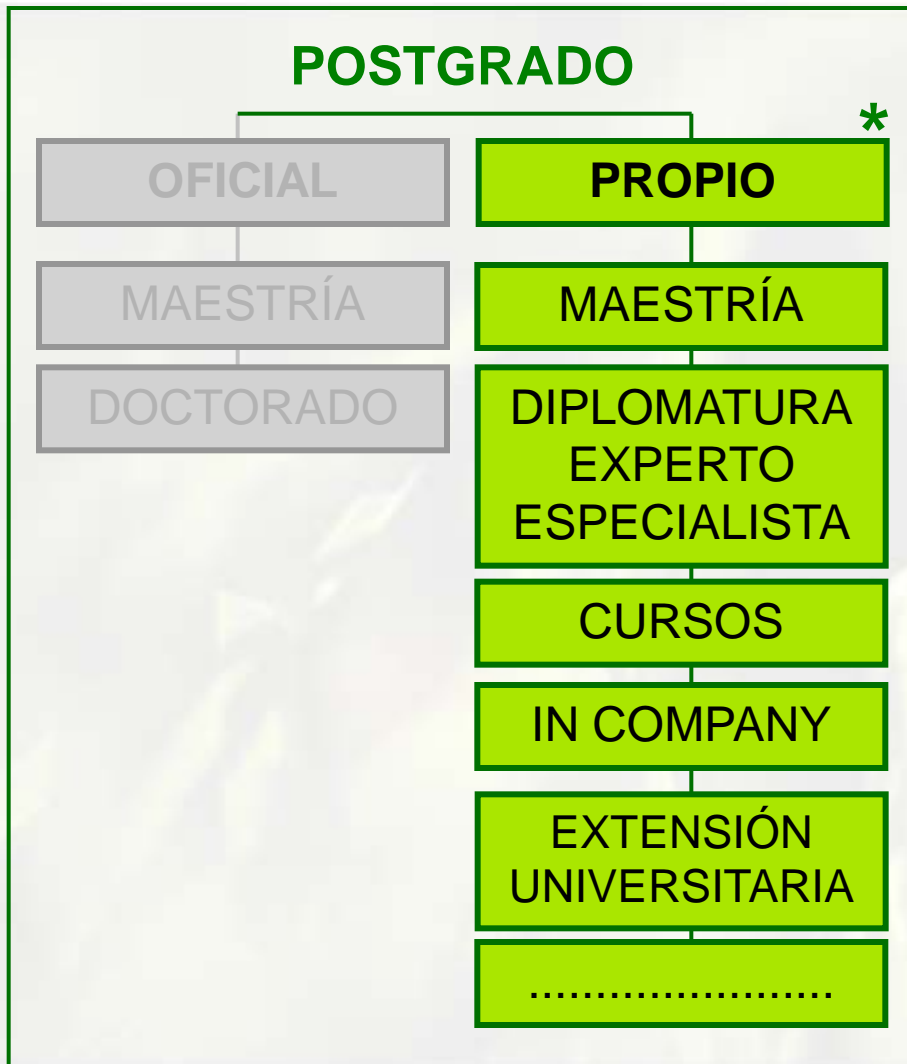 POSTGRADO
*
OFICIAL
MAESTRÍA
DOCTORADO
PROPIO
MAESTRÍA
DIPLOMATURA
EXPERTO
ESPECIALISTA
CURSOS
IN COMPANY
EXTENSIÓN
UNIVERSITARIA
.......................